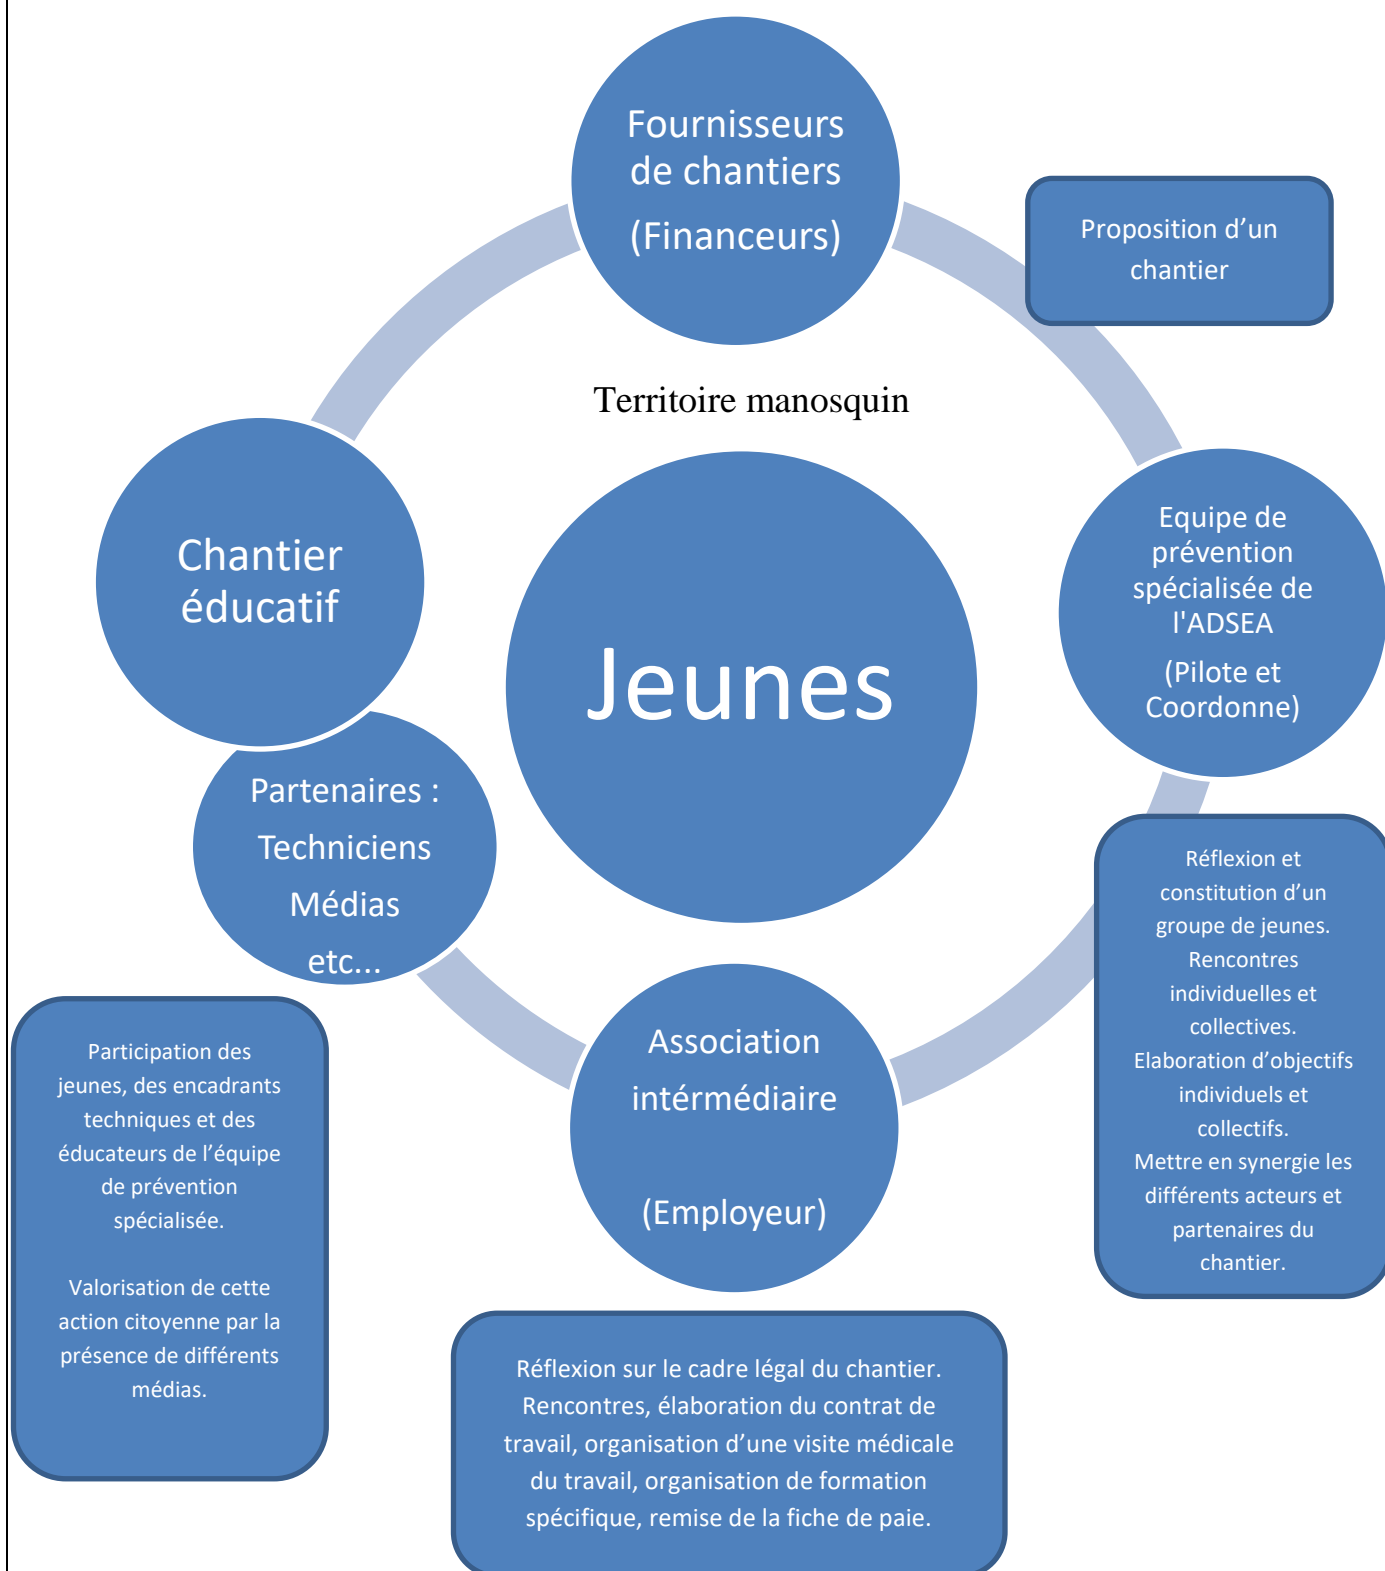 Fournisseurs
de chantiers
(Financeurs)
Proposition d’un
chantier
Territoire manosquin
Chantier
éducatif
Equipe de
prévention
spécialisée de
l'ADSEA
(Pilote et
Coordonne)
Jeunes
Partenaires :
Techniciens
Médias
etc...
Réflexion et
constitution d’un
groupe de jeunes.
Rencontres
individuelles et
collectives.
Elaboration d’objectifs
individuels et
collectifs.
Mettre en synergie les
différents acteurs et
partenaires du
chantier.
Association
intérmédiaire
(Employeur)
Participation des
jeunes, des encadrants
techniques et des
éducateurs de l’équipe
de prévention
spécialisée.
Valorisation de cette
action citoyenne par la
présence de différents
médias.
Réflexion sur le cadre légal du chantier.
Rencontres, élaboration du contrat de
travail, organisation d’une visite médicale
du travail, organisation de formation
spécifique, remise de la fiche de paie.